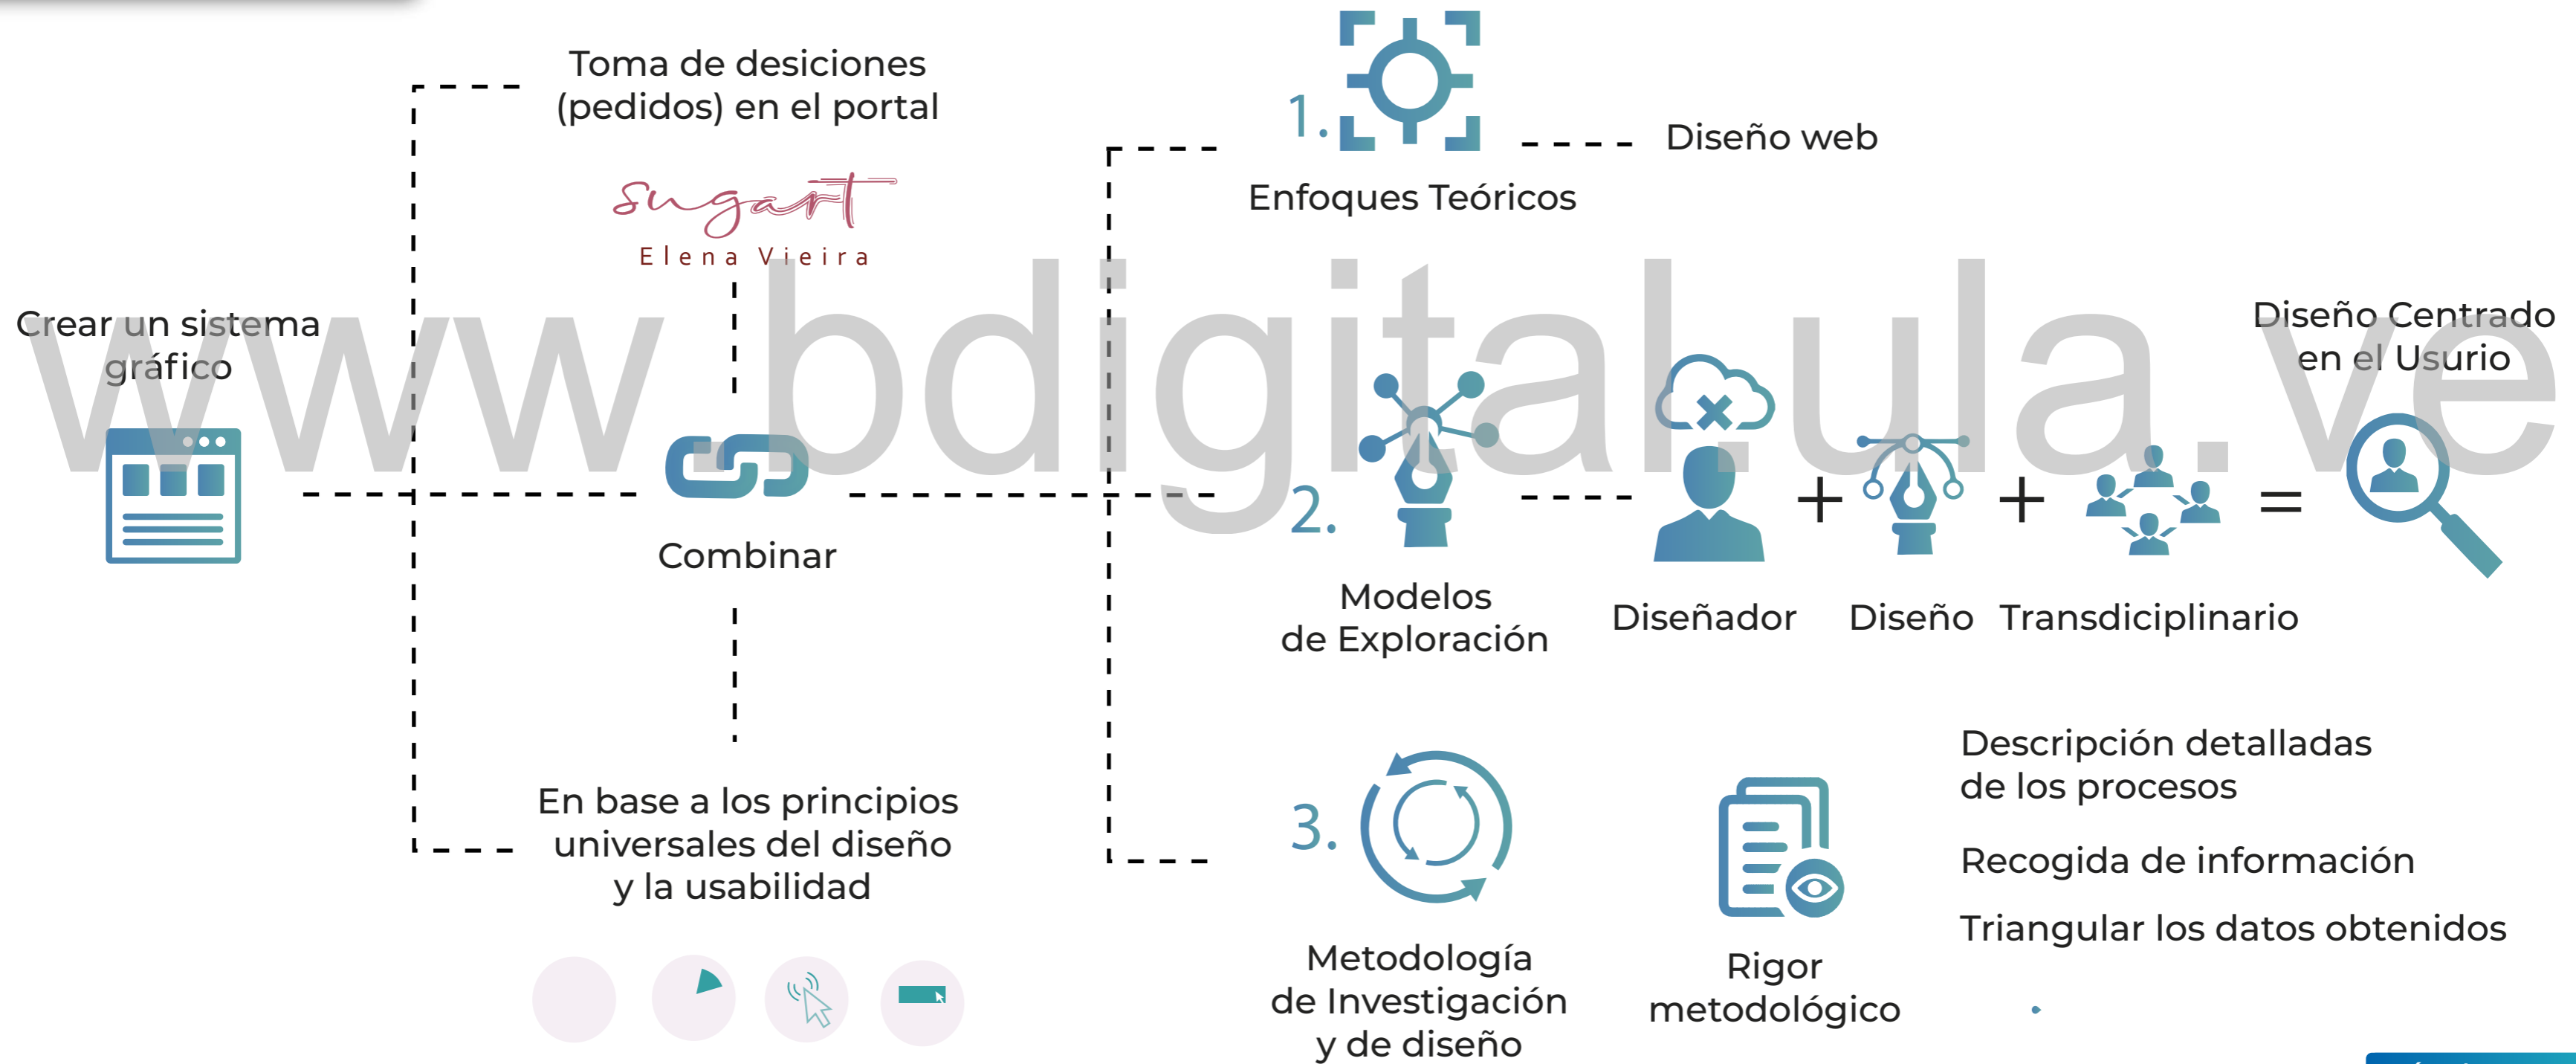 Toma de desiciones
(pedidos) en el portal
sugart
Elena Vieira
Crear un sistema
gráfico
Combinar
En base a los principios
universales del diseño
y la usabilidad
1.
Enfoques Teóricos
Diseño web
2.
Modelos
de Exploración
Diseñador
+
Diseño
+
Transdiciplinario
=
Diseño Centrado
en el Usurio
3.
Metodología
de Investigación
y de diseño
Rigor
metodológico
Descripción detalladas
de los procesos
Recogida de información
Triangular los datos obtenidos
www.bdigital.ula.ve